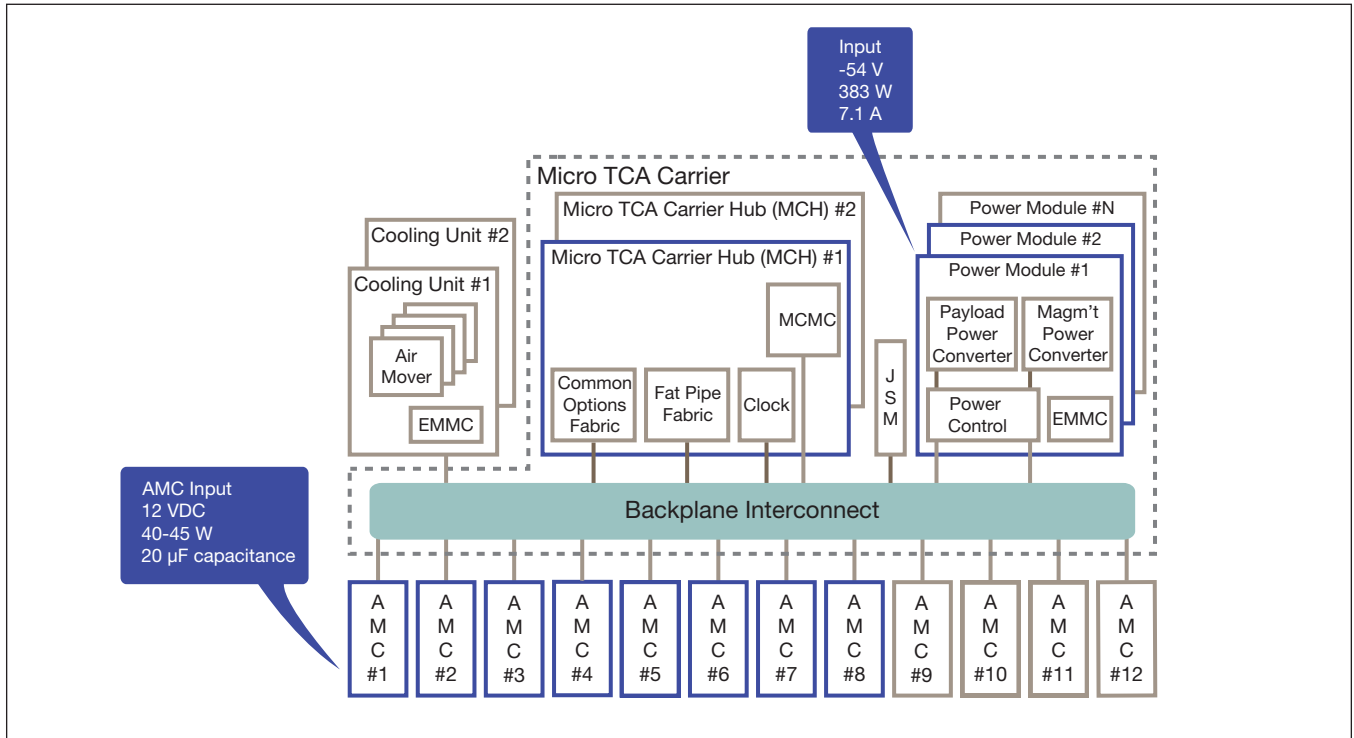 Input
-54 V
383 W
7.1 A
Micro TCA Carrier
Micro TCA Carrier Hub (MCH) #2
Micro TCA Carrier Hub (MCH) #1
MCMC
Common
Options
Fabric
Fat Pipe
Fabric
Clock
Cooling Unit #2
Cooling Unit #1
Air
Mover
EMMC
J
S
M
Power Module #N
Power Module #2
Power Module #1
Payload
Power
Converter
Magm't
Power
Converter
Power
Control
EMMC
AMC Input
12 VDC
40-45 W
20 µF capacitance
Backplane Interconnect
A
M
C
#1
A
M
C
#2
A
M
C
#3
A
M
C
#4
A
M
C
#5
A
M
C
#6
A
M
C
#7
A
M
C
#8
A
M
C
#9
A
M
C
#10
A
M
C
#11
A
M
C
#12